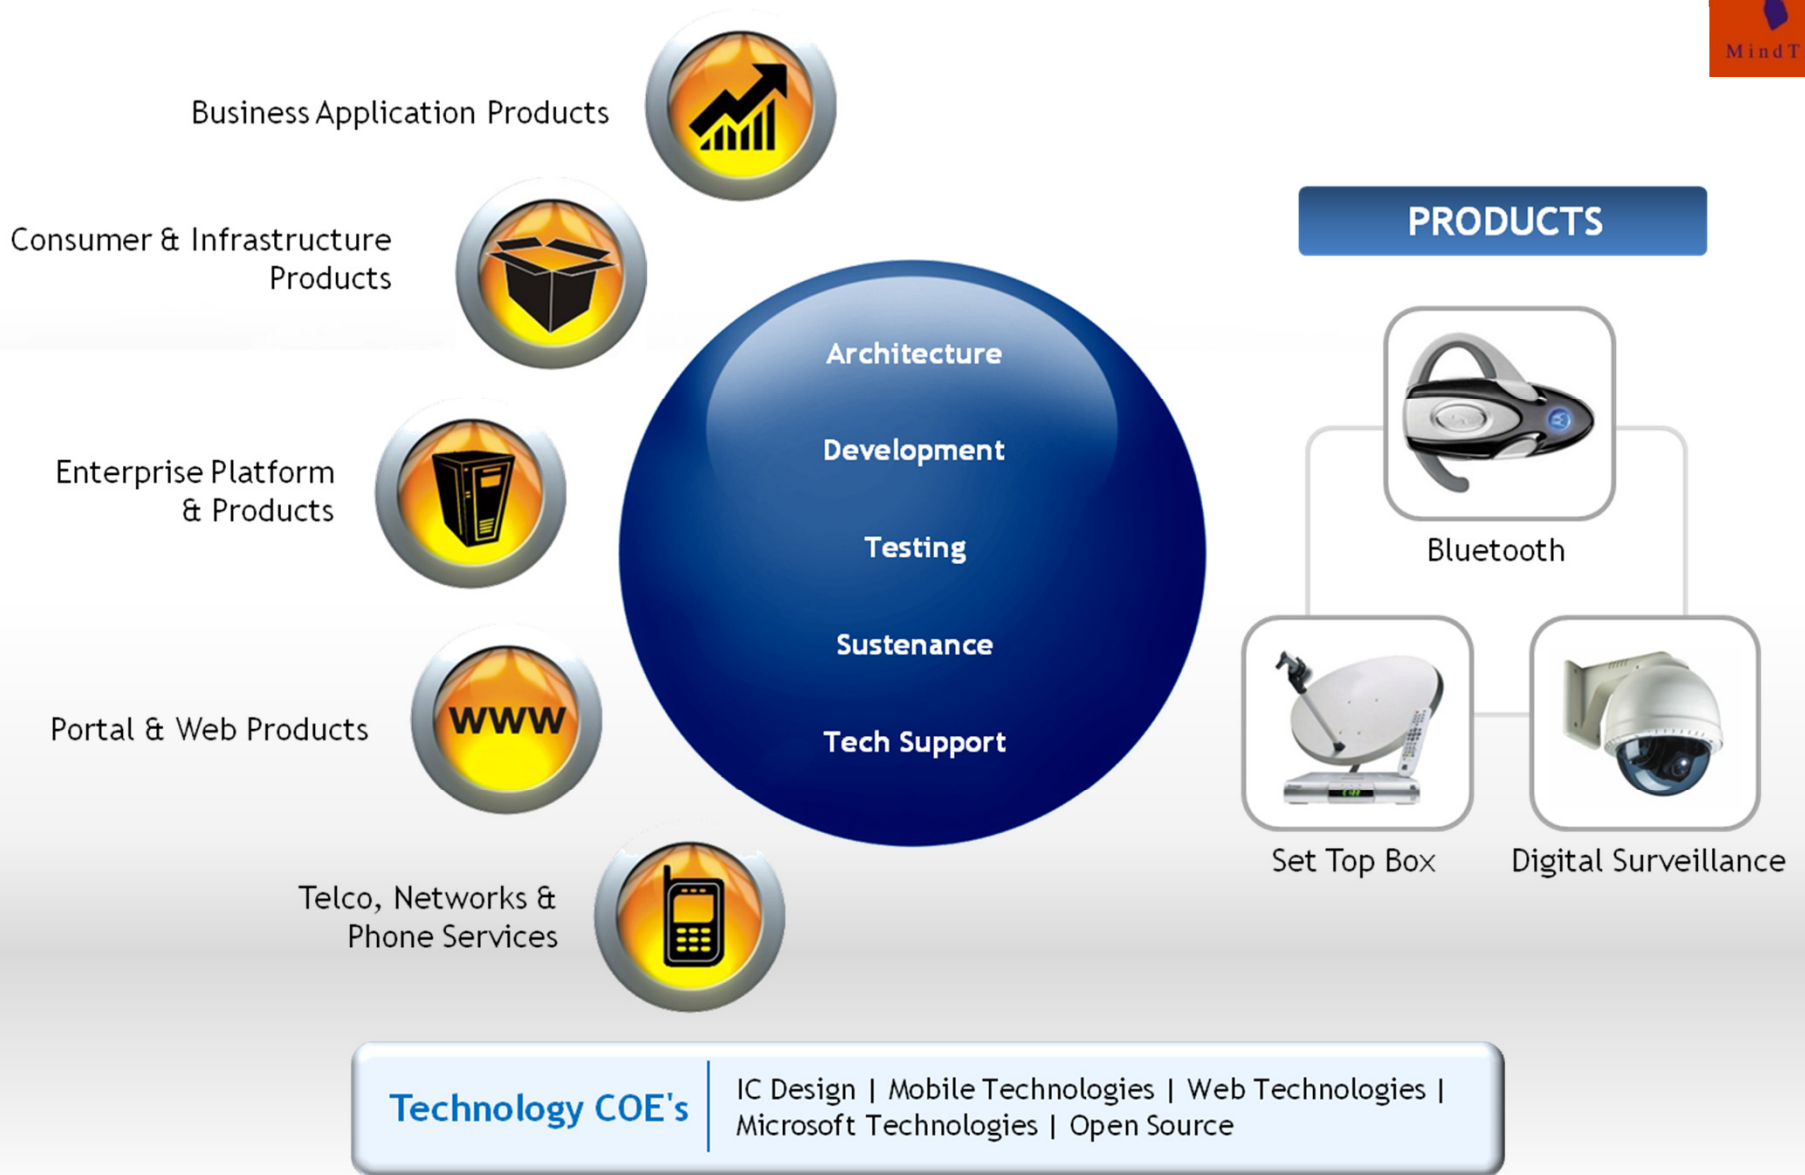 MindT
Business Application Products
Consumer & Infrastructure
Products
Enterprise Platform
& Products
WWW
Portal & Web Products
Telco, Networks &
Phone Services
Architecture
Development
Testing
Sustenance
Tech Support
PRODUCTS
Bluetooth
Set Top Box
Digital Surveillance
Technology COE's
IC Design | Mobile Technologies | Web Technologies |
Microsoft Technologies | Open Source